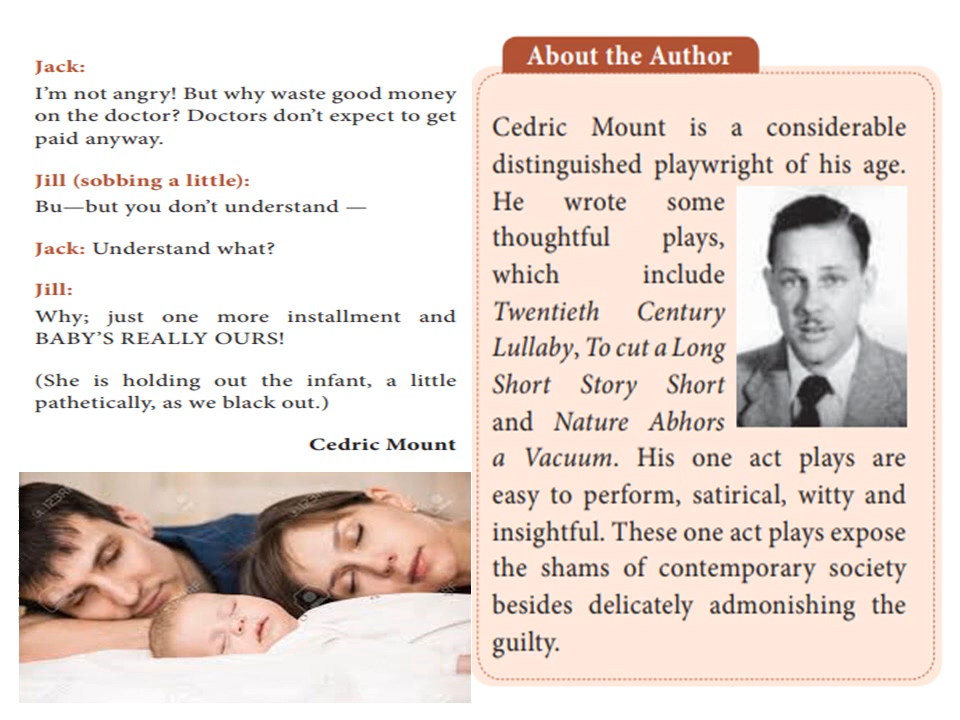 Jack:
I'm not angry! But why waste good money
on the doctor? Doctors don't expect to get
paid anyway.
Jill (sobbing a little):
Bu—but you don't understand —
Jack: Understand what?
Jill:
Why; just one more installment and
BABY'S REALLY OURS!
(She is holding out the infant, a little
pathetically, as we black out.)
Cedric Mount
About the Author
Cedric Mount is a considerable
distinguished playwright of his age.
He wrote some
thoughtful plays,
which include
Twentieth Century
Lullaby, To cut a Long
Short Story Short
and Nature Abhors
a Vacuum. His one act plays are
easy to perform, satirical, witty and
insightful. These one act plays expose
the shams of contemporary society
besides delicately admonishing the
guilty.